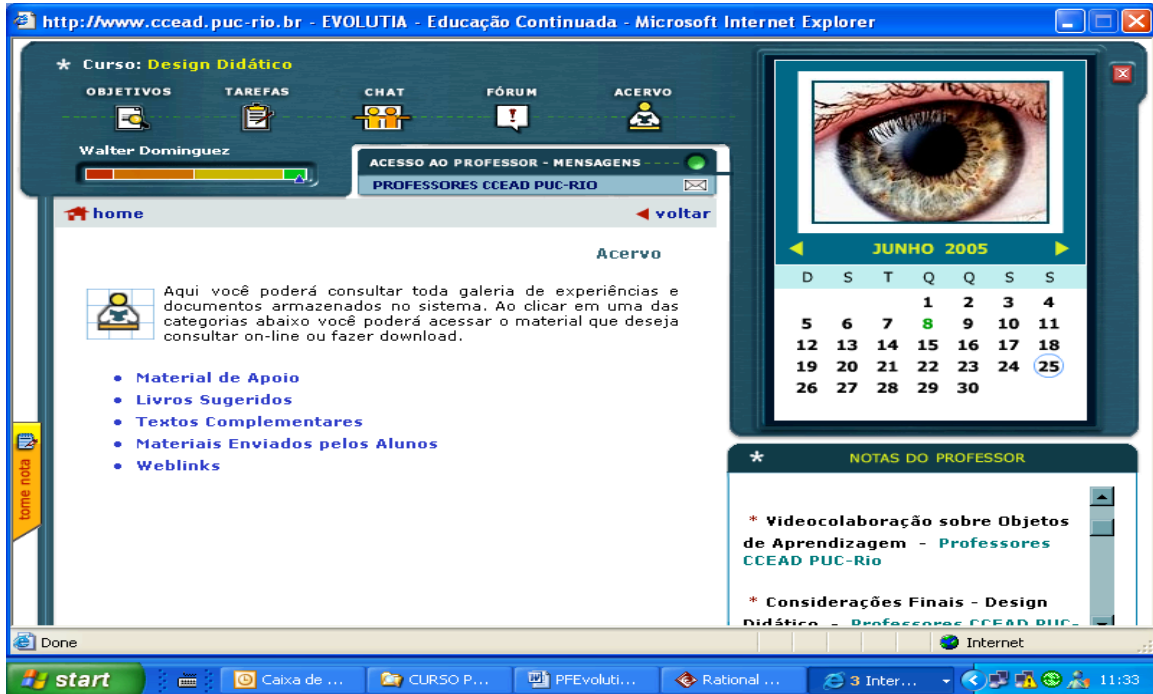 http://www.ccead.puc-rio.br - EVOLUTIA - Educação Continuada - Microsoft Internet Explorer
* Curso: Design Didático
OBJETIVOS TAREFAS CHAT FÓRUM ACERVO
Walter Dominguez
ACESSO AO PROFESSOR - MENSAGENS ----
PROFESSORES CCEAD PUC-RIO
home voltar
Acervo
Aqui você poderá consultar toda galeria de experiências e
documentos armazenados no sistema. Ao clicar em uma das
categorias abaixo você poderá acessar o material que deseja
consultar on-line ou fazer download.
• Material de Apoio
• Livros Sugeridos
• Textos Complementares
• Materiais Enviados pelos Alunos
• Weblinks
tome nota
JUNHO 2005
D S T Q Q S S
1 2 3 4
5 6 7 8 9 10 11
12 13 14 15 16 17 18
19 20 21 22 23 24 25
26 27 28 29 30
* NOTAS DO PROFESSOR
* Videocolaboração sobre Objetos
de Aprendizagem - Professores
CCEAD PUC-Rio
* Considerações Finais - Design
Didático - Professores CCEAD PUC-
Done Internet
start Caixa de ... CURSO P... PFEvoluti... Rational ... 3 Inter... 11:33